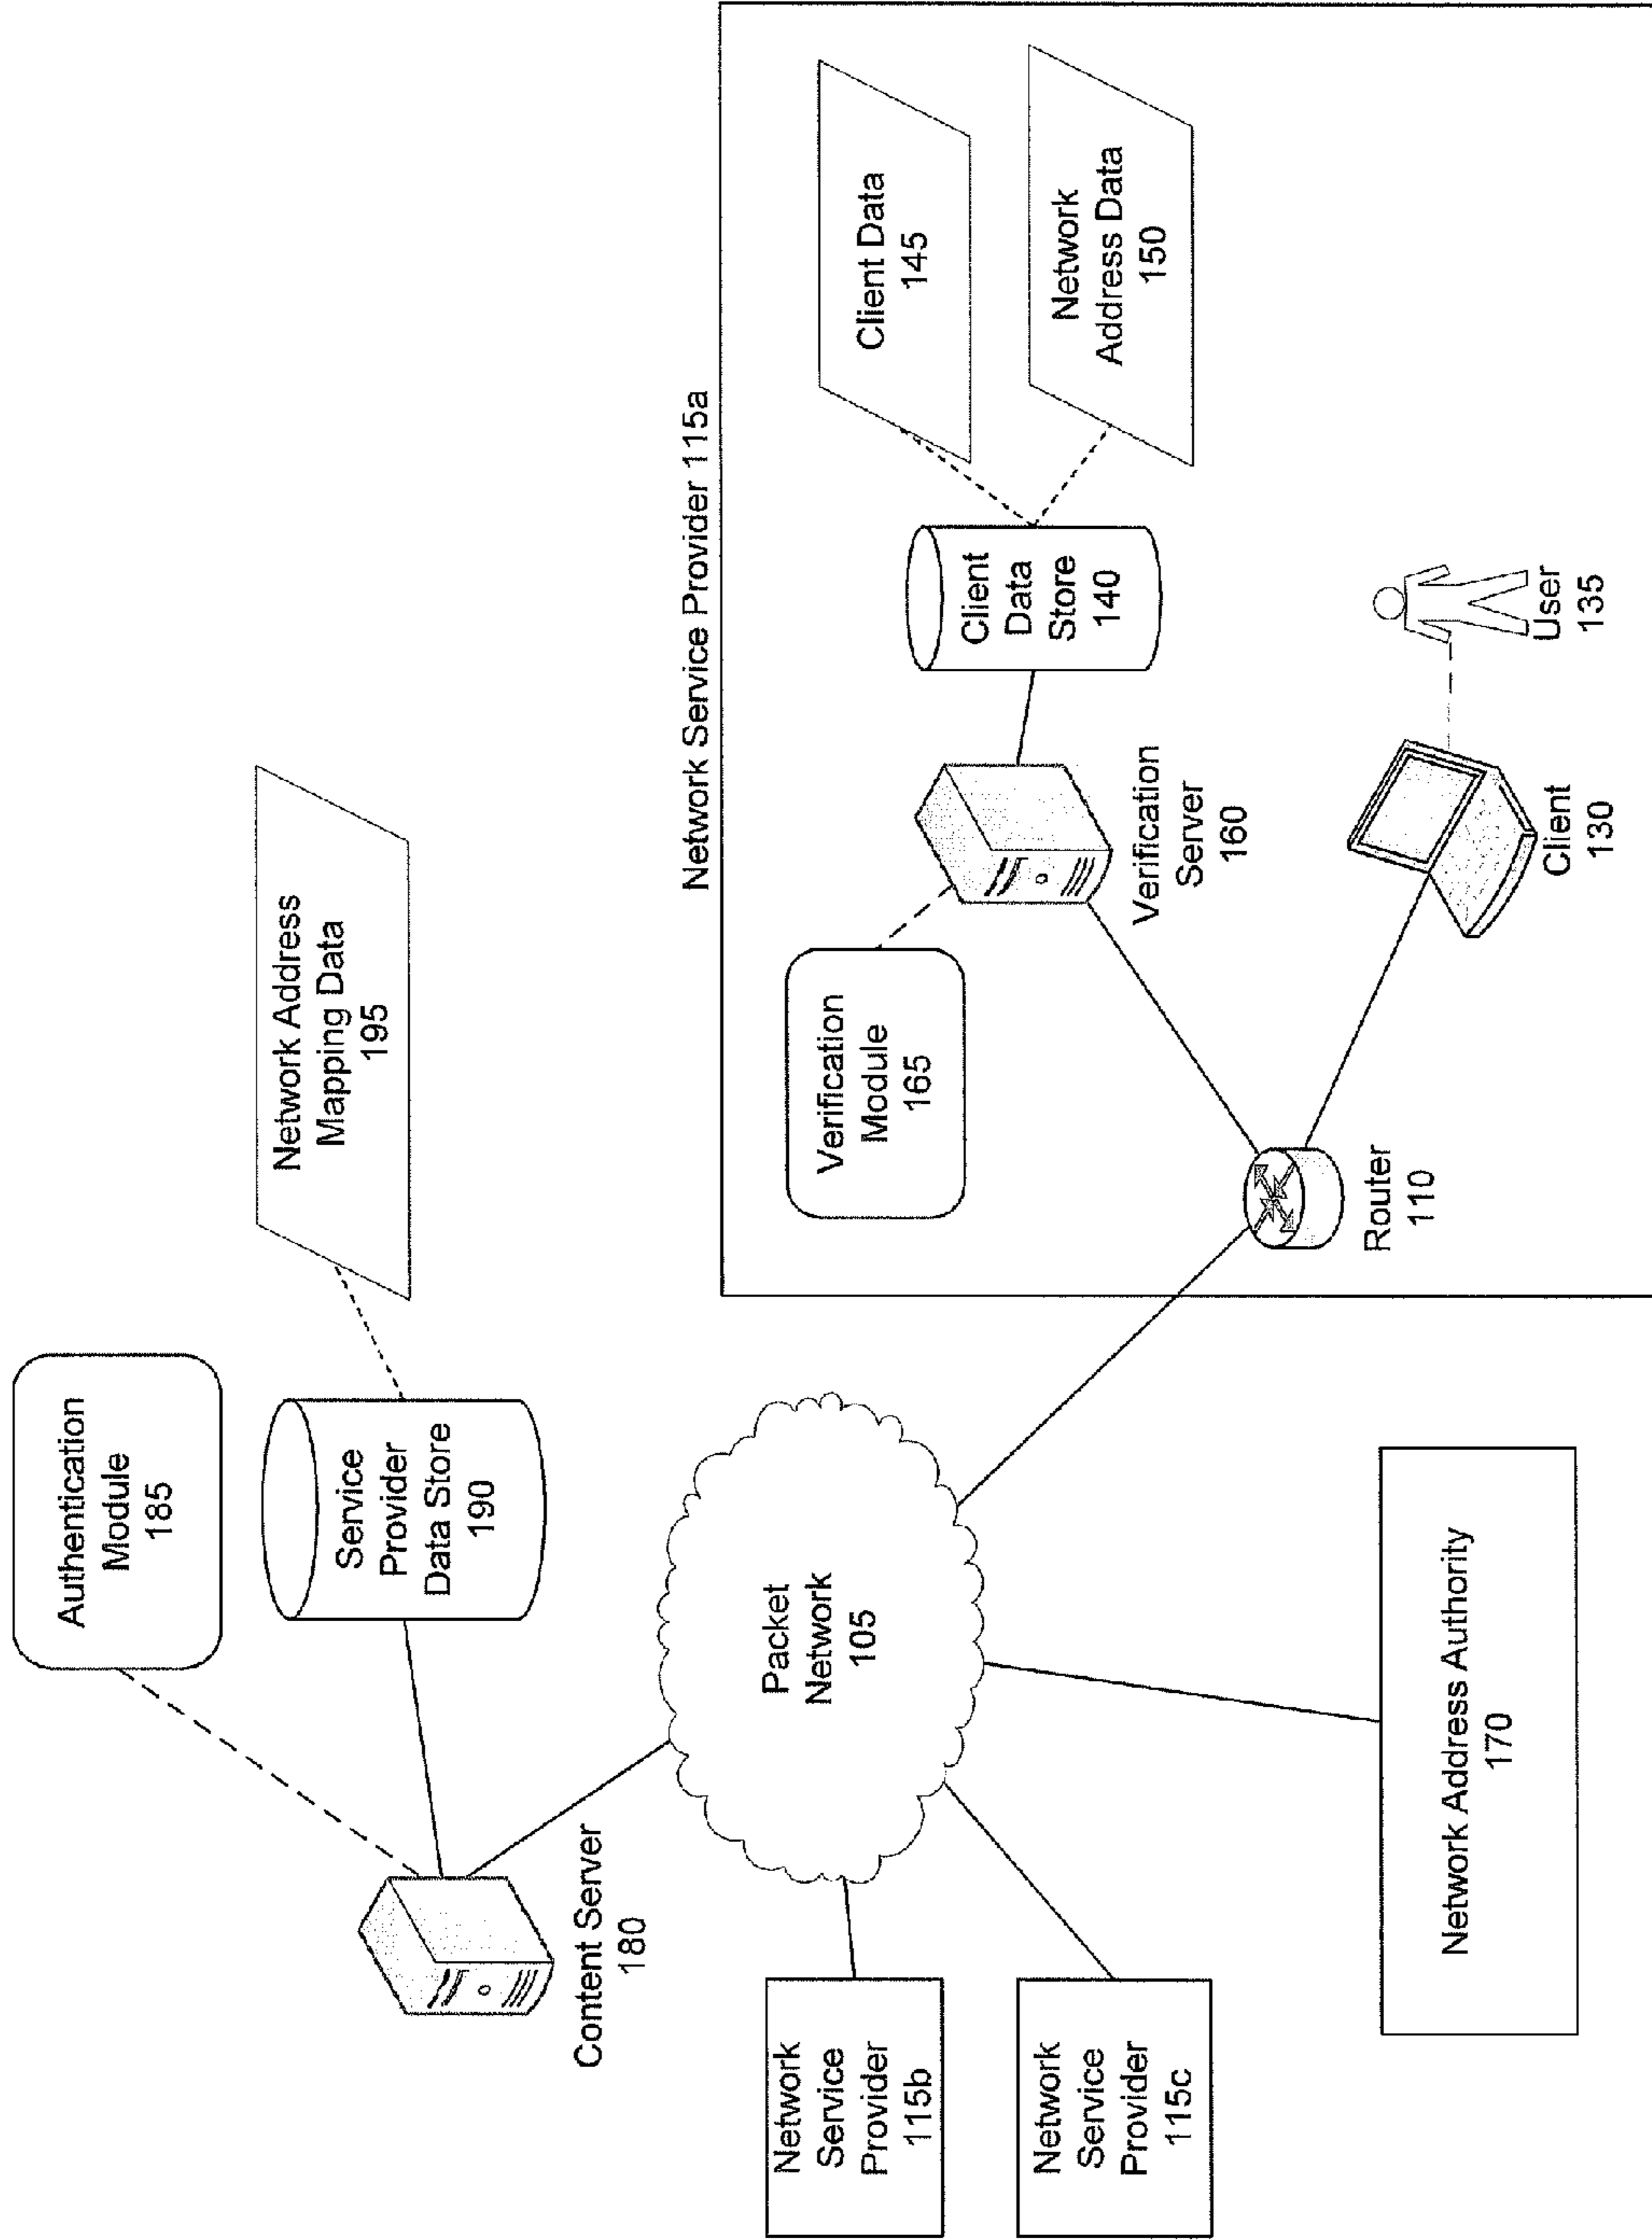 Authentication
Module
185
Network Address
Mapping Data
195
Service
Provider
Data Store
190
Content Server
180
Network Service Provider 115a
Packet
Network
105
Network
Service
Provider
115b
Network
Service
Provider
115c
Network Address Authority
170
Verification
Module
165
Verification
Server
160
Client
Data
Store
140
Client Data
145
Network
Address Data
150
Router
110
Client
130
User
135